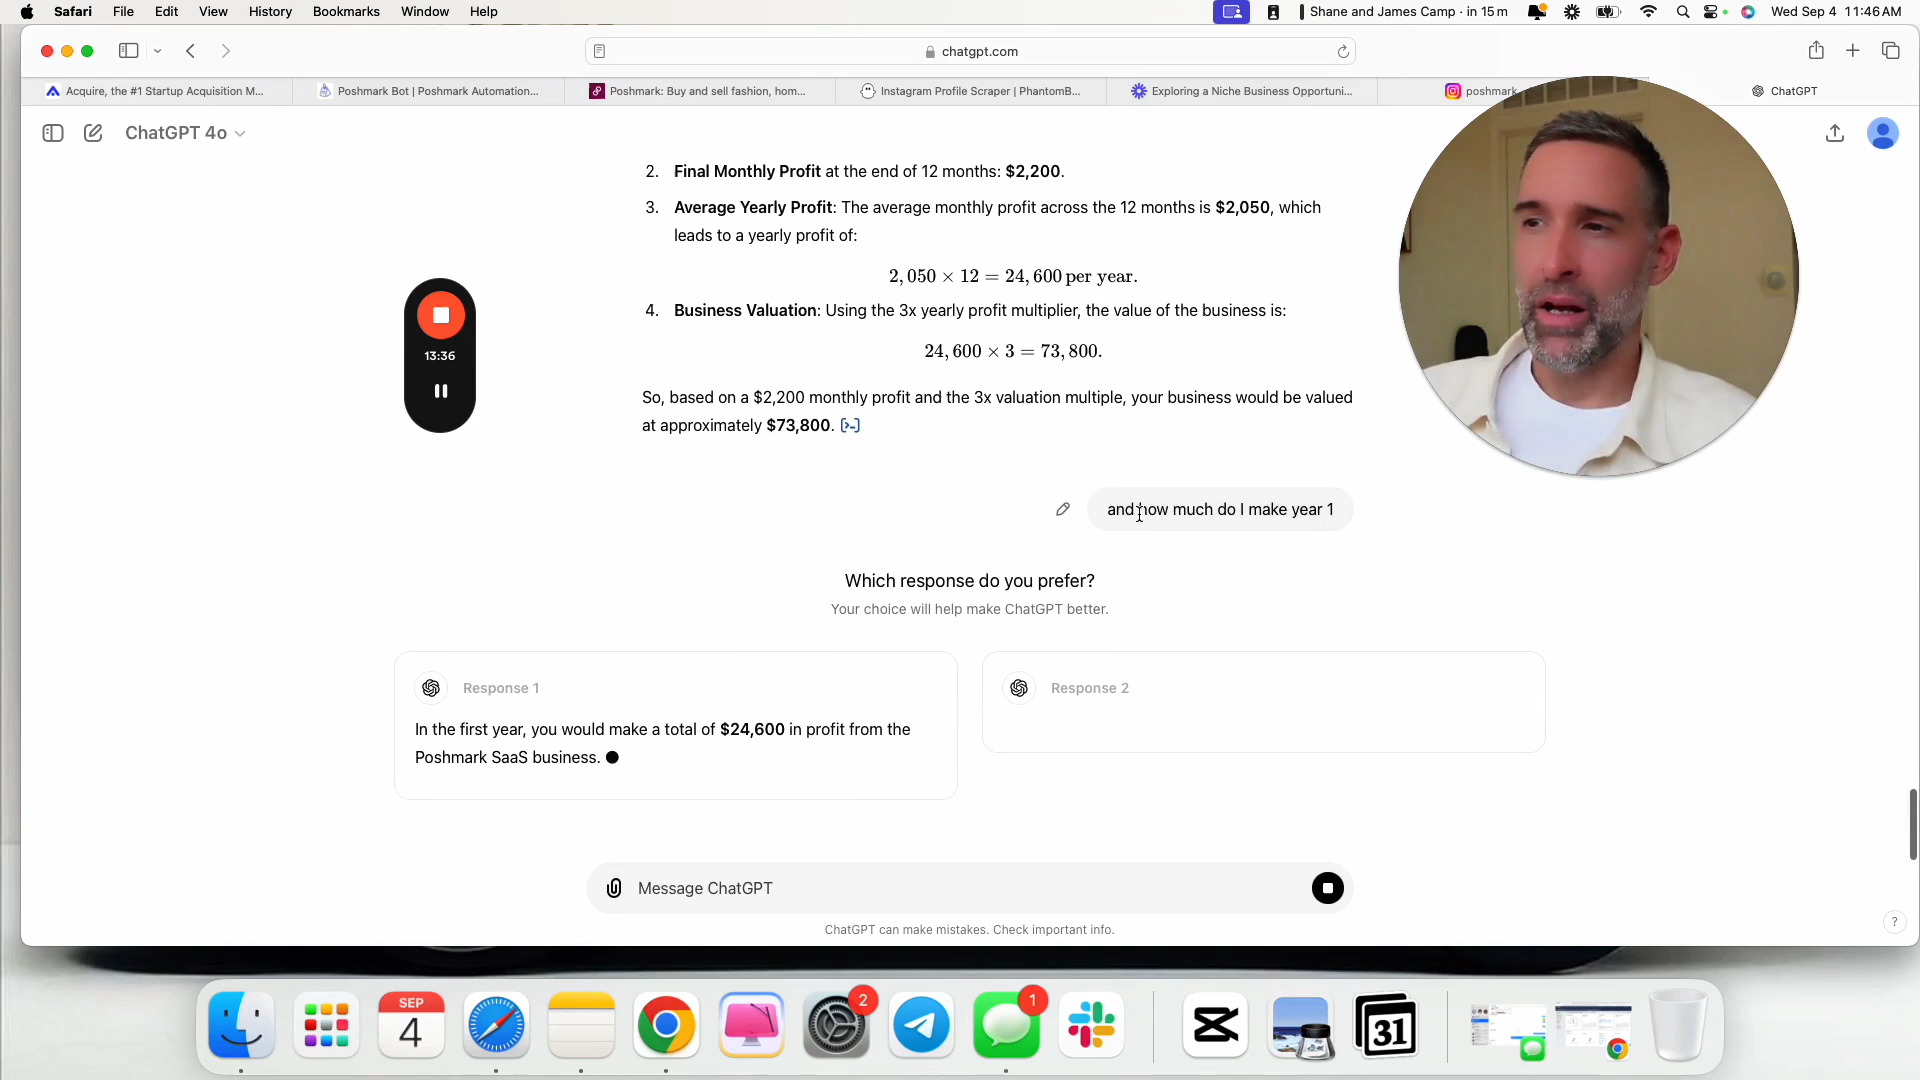 Safari File Edit View History Bookmarks Window Help
Shane and James Camp · in 15 m
Wed Sep 4 11:46 AM
chatgpt.com
Acquire, the #1 Startup Acquisition M...
Poshmark Bot | Poshmark Automation...
Poshmark: Buy and sell fashion, hom...
Instagram Profile Scraper | PhantomB...
Exploring a Niche Business Opportuni...
poshmark
ChatGPT
ChatGPT 4o
2. Final Monthly Profit at the end of 12 months: $2,200.
3. Average Yearly Profit: The average monthly profit across the 12 months is $2,050, which
leads to a yearly profit of:
2,050 × 12 = 24,600 per year.
4. Business Valuation: Using the 3x yearly profit multiplier, the value of the business is:
24,600 × 3 = 73,800.
So, based on a $2,200 monthly profit and the 3x valuation multiple, your business would be valued
at approximately $73,800. [>-]
13:36
and how much do I make year 1
Which response do you prefer?
Your choice will help make ChatGPT better.
Response 1
In the first year, you would make a total of $24,600 in profit from the
Poshmark SaaS business.
Response 2
Message ChatGPT
ChatGPT can make mistakes. Check important info.
?
SEP
4
2
1
31